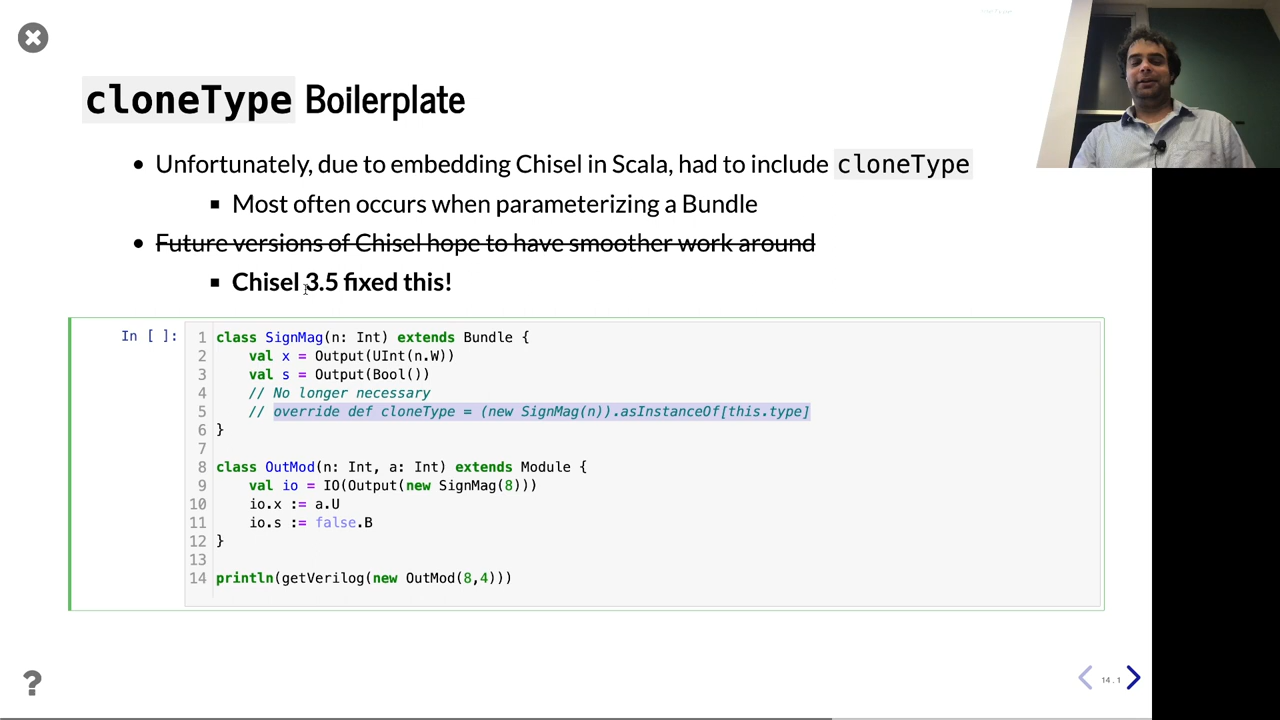 cloneType Boilerplate
• Unfortunately, due to embedding Chisel in Scala, had to include cloneType
▪ Most often occurs when parameterizing a Bundle
• Future versions of Chisel hope to have smoother work around
▪ Chisel 3.5 fixed this!
In [ ]:
1 class SignMag(n: Int) extends Bundle {
2     val x = Output(UInt(n.W))
3     val s = Output(Bool())
4     // No longer necessary
5     // override def cloneType = (new SignMag(n)).asInstanceOf[this.type]
6 }
7
8 class OutMod(n: Int, a: Int) extends Module {
9     val io = IO(Output(new SignMag(8)))
10     io.x := a.U
11     io.s := false.B
12 }
13
14 println(getVerilog(new OutMod(8,4)))
?
14.1